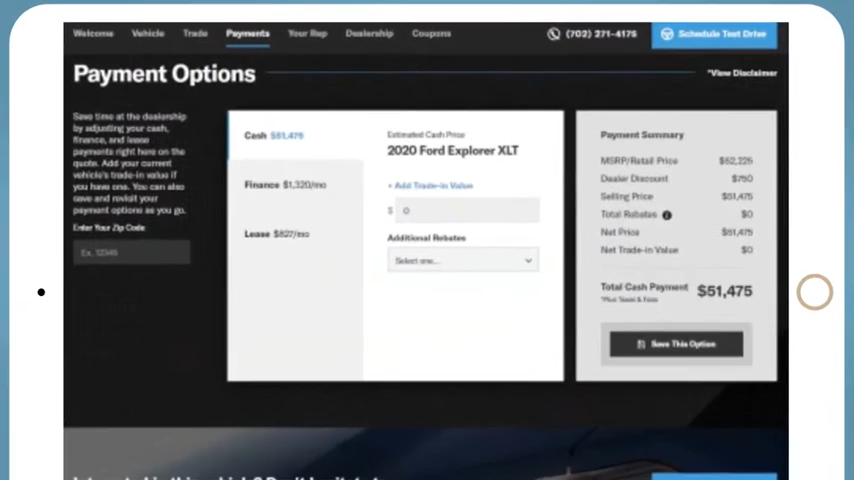 Welcome Vehicle Trade Payments Your Rep Dealership Coupons (702) 271-4175 Schedule Test Drive
Payment Options
*View Disclaimer
Save time at the dealership
by adjusting your cash,
finance, and lease
payments right here on the
quote. Add your current
vehicle's trade-in value if
you have one. You can also
save and revisit your
payment options as you go.
Enter Your Zip Code
Ex. 12345
Cash $51,475
Finance $1,320/mo
Lease $827/mo
Estimated Cash Price
2020 Ford Explorer XLT
+ Add Trade-in Value
$ 0
Additional Rebates
Select one...
Payment Summary
MSRP/Retail Price $52,225
Dealer Discount $750
Selling Price $51,475
Total Rebates i $0
Net Price $51,475
Net Trade-in Value $0
Total Cash Payment $51,475
*Plus Taxes & Fees
Save This Option